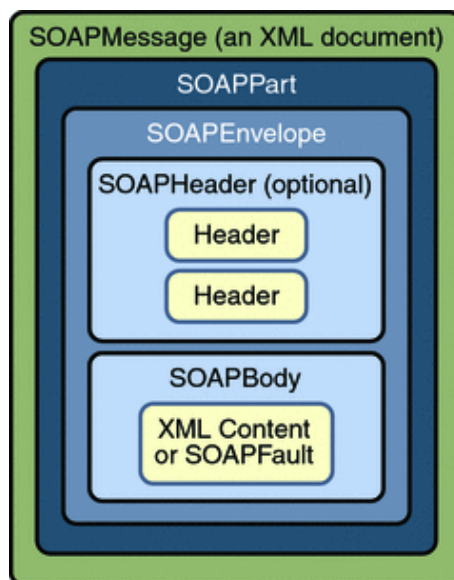 SOAPMessage (an XML document)
SOAPPart
SOAPEnvelope
SOAPHeader (optional)
Header
Header
SOAPBody
XML Content
or SOAPFault